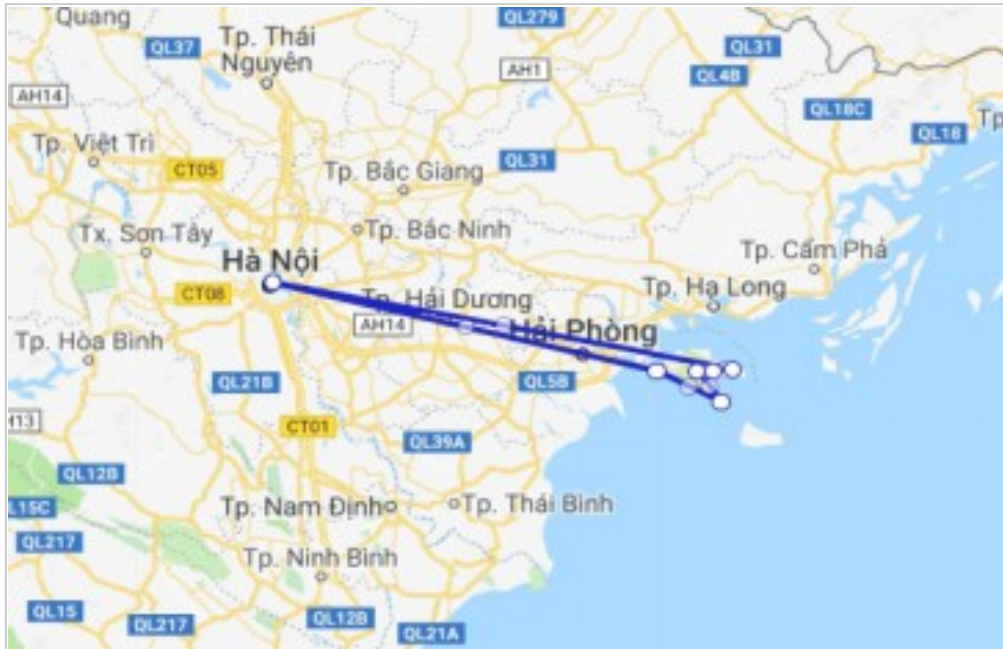 Quang
QL279
QL37
Tp. Thái
Nguyên
QL31
AH1
QL4B
AH14
QL18C
Tp
QL18
Tp. Việt Trì
QL31
CT05
Tp. Bắc Giang
Tx. Sơn Tây
Tp. Bắc Ninh
Hà Nội
Tp. Cẩm Phả
CT08
Tp. Hải Dương
Tp. Hạ Long
AH14
Hải Phòng
Tp. Hòa Bình
QL21B
QL5B
H13
CT01
QL39A
QL12B
L15C
Tp. Nam Định
Tp. Thái Bình
QL217
Tp. Ninh Bình
QL15
QL217
QL12B
QL21A